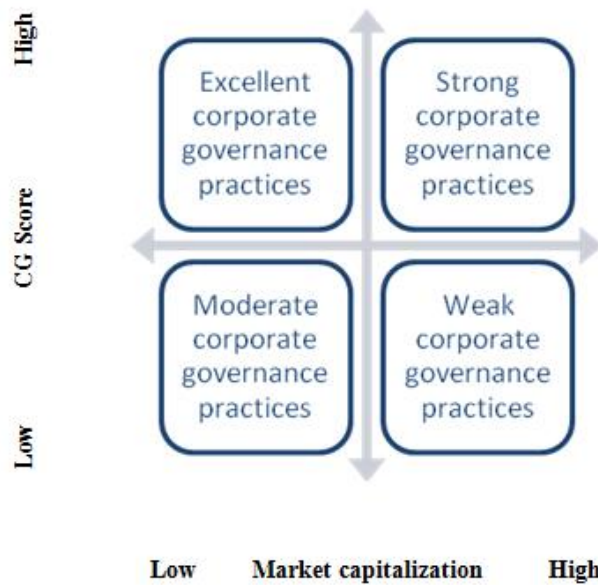 High
Excellent
corporate
governance
practices
Strong
corporate
governance
practices
CG Score
Moderate
corporate
governance
practices
Weak
corporate
governance
practices
Low
Low Market capitalization High